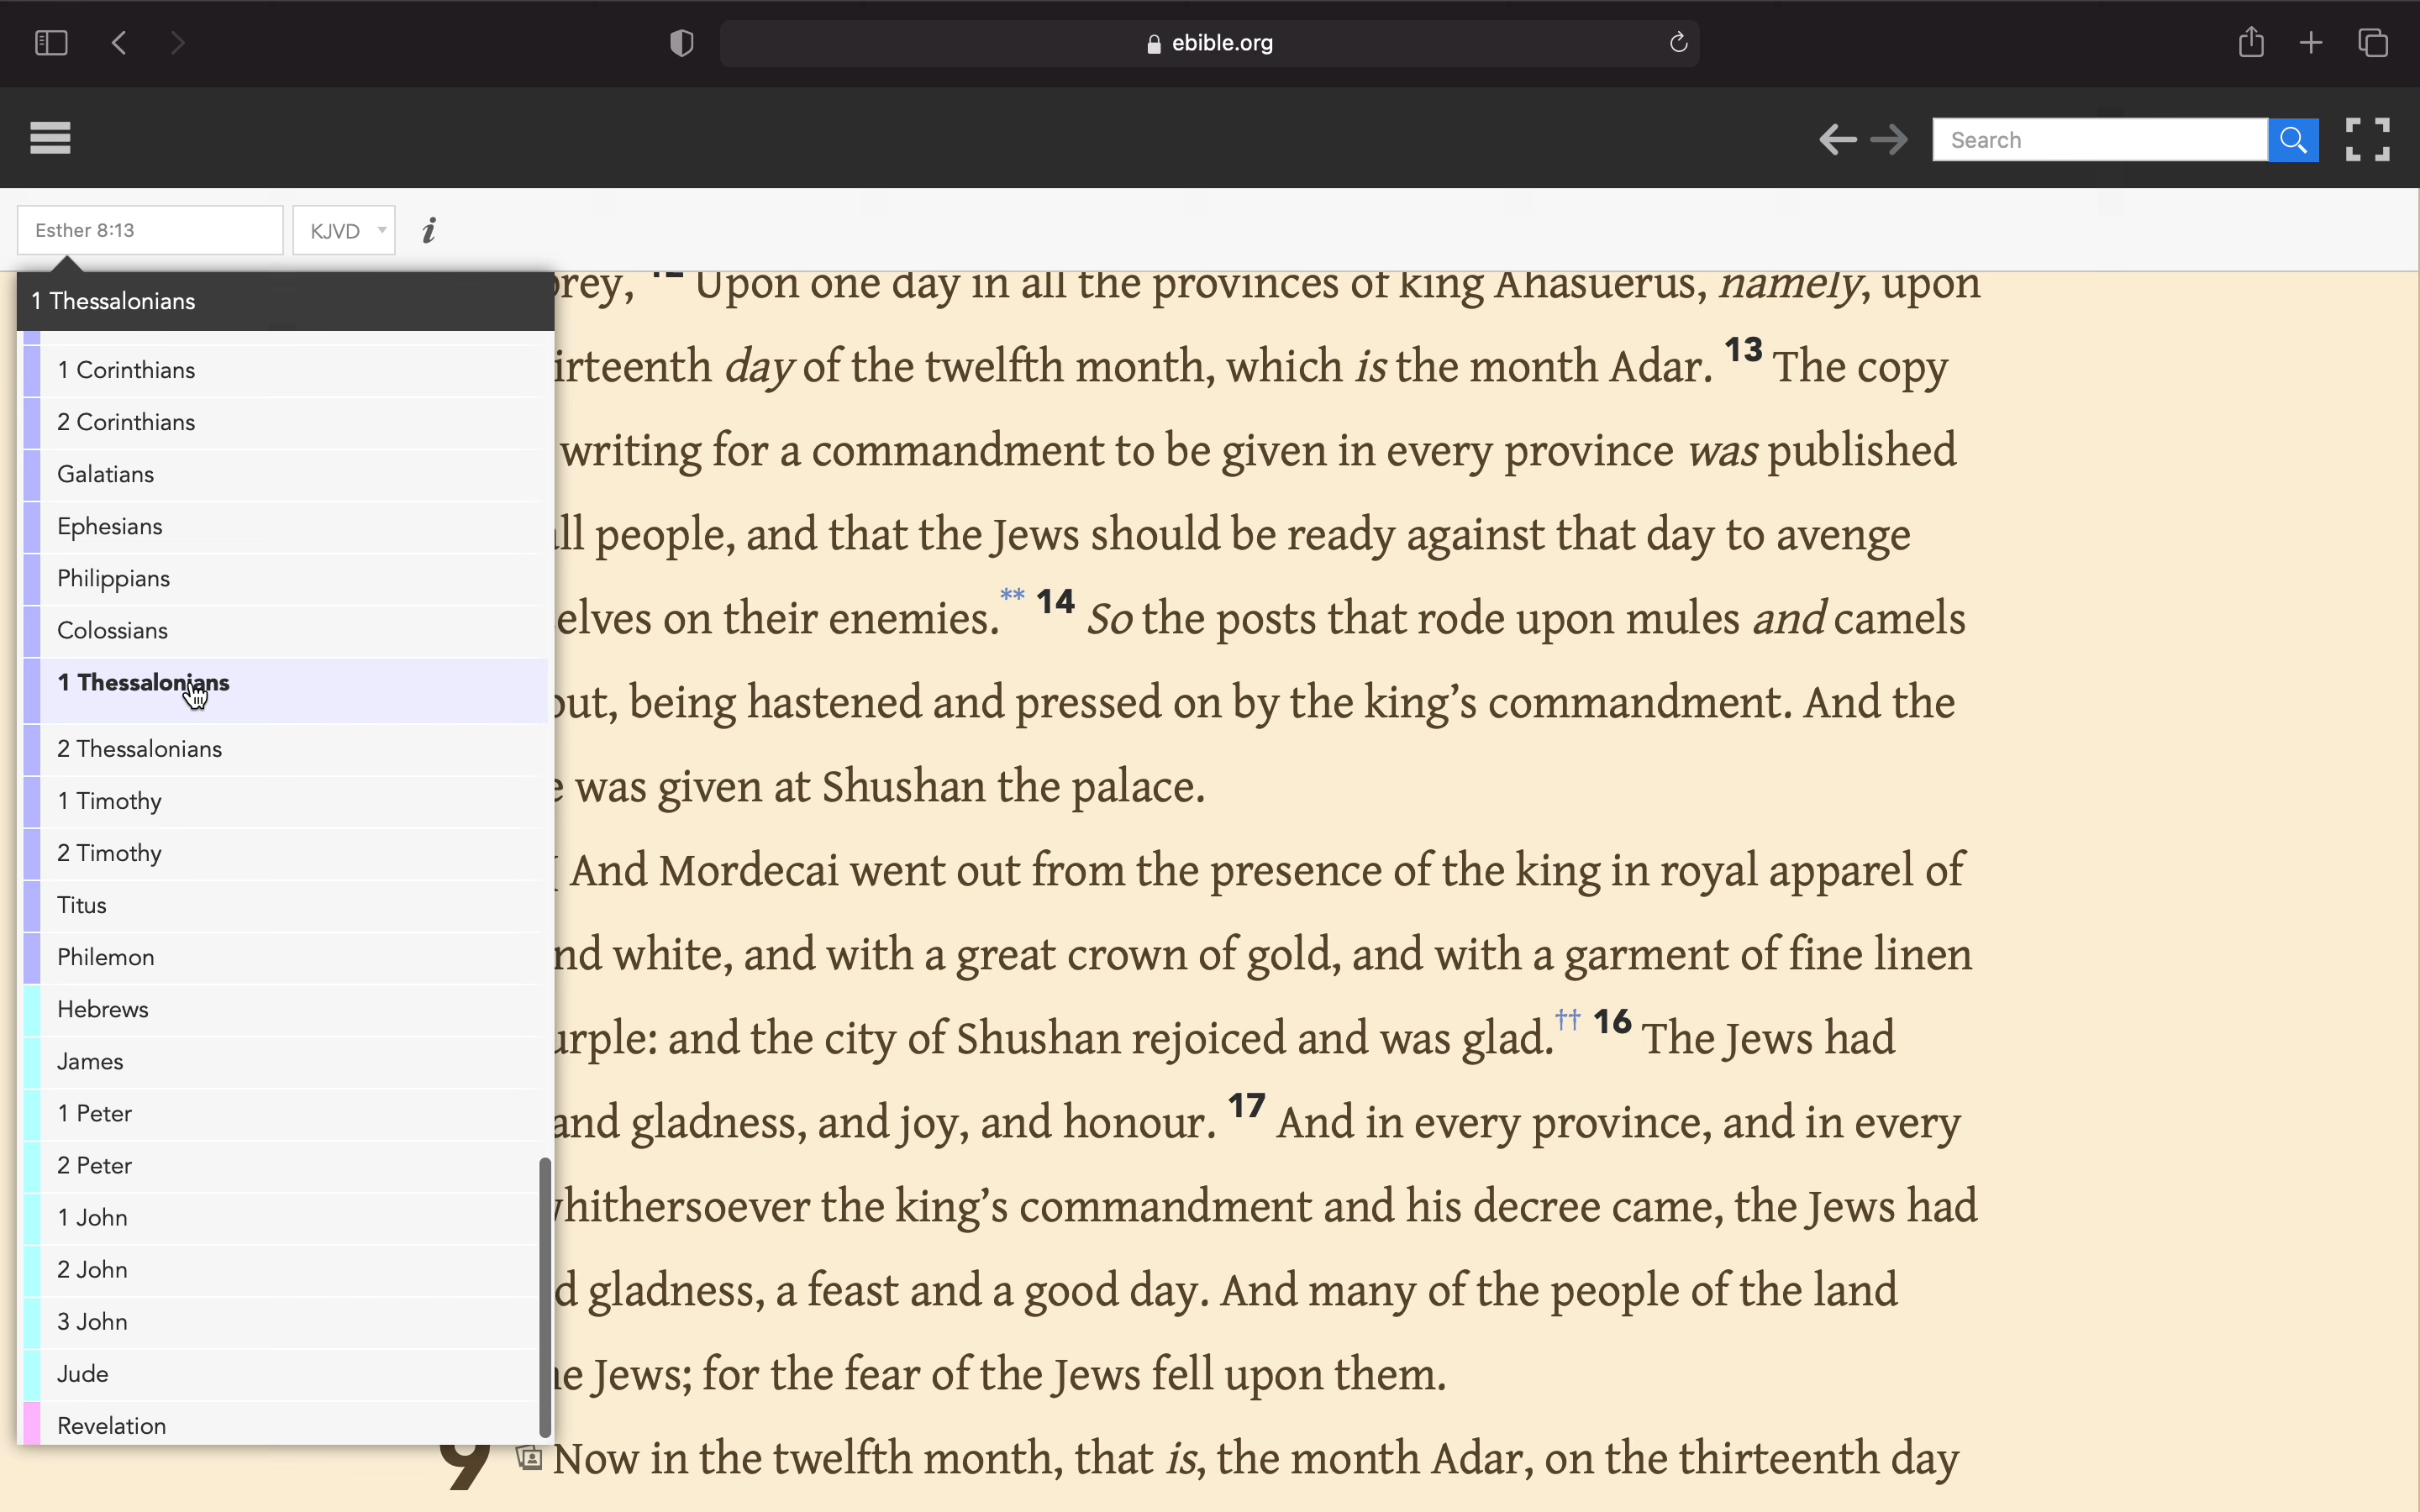 ebible.org
Search
Esther 8:13
KJVD
i
1 Thessalonians
1 Corinthians
2 Corinthians
Galatians
Ephesians
Philippians
Colossians
1 Thessalonians
2 Thessalonians
1 Timothy
2 Timothy
Titus
Philemon
Hebrews
James
1 Peter
2 Peter
1 John
2 John
3 John
Jude
Revelation
Upon one day in all the provinces of king Ahasuerus, namely, upon
day of the twelfth month, which is the month Adar. 13 The copy
writing for a commandment to be given in every province was published
people, and that the Jews should be ready against that day to avenge
on their enemies.** 14 So the posts that rode upon mules and camels
being hastened and pressed on by the king’s commandment. And the
was given at Shushan the palace.
And Mordecai went out from the presence of the king in royal apparel of
white, and with a great crown of gold, and with a garment of fine linen
and the city of Shushan rejoiced and was glad.†† 16 The Jews had
and gladness, and joy, and honour. 17 And in every province, and in every
whithersoever the king’s commandment and his decree came, the Jews had
gladness, a feast and a good day. And many of the people of the land
Jews; for the fear of the Jews fell upon them.
9 Now in the twelfth month, that is, the month Adar, on the thirteenth day